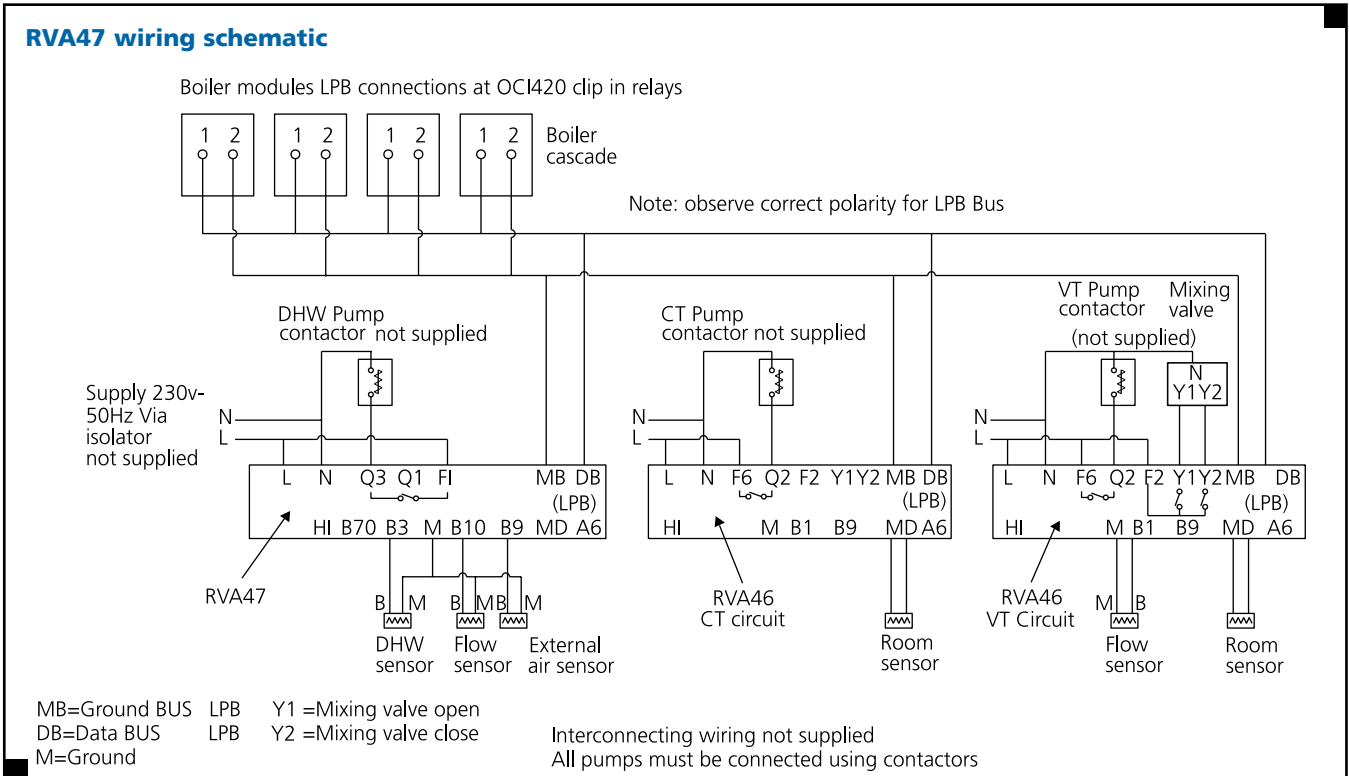 RVA47 wiring schematic
Boiler modules LPB connections at OCI420 clip in relays
1 2 1 2 1 2 1 2
Boiler
cascade
Note: observe correct polarity for LPB Bus
DHW Pump
contactor not supplied
CT Pump
contactor not supplied
VT Pump
contactor
(not supplied)
Mixing
valve
N
Y1Y2
Supply 230v-
50Hz Via
isolator
not supplied
N
L
N
L
N
L
L N Q3 Q1 FI MB DB
(LPB)
HI B70 B3 M B10 B9 MD A6
L N F6 Q2 F2 Y1Y2 MB DB
(LPB)
HI M B1 B9 MD A6
L N F6 Q2 F2 Y1 Y2 MB DB
(LPB)
HI M B1 B9 MD A6
RVA47
B M B M B M
DHW
sensor
Flow
sensor
External
air sensor
RVA46
CT circuit
Room
sensor
RVA46
VT Circuit
M B
Flow
sensor
Room
sensor
MB=Ground BUS LPB Y1 =Mixing valve open
DB=Data BUS LPB Y2 =Mixing valve close
M=Ground
Interconnecting wiring not supplied
All pumps must be connected using contactors